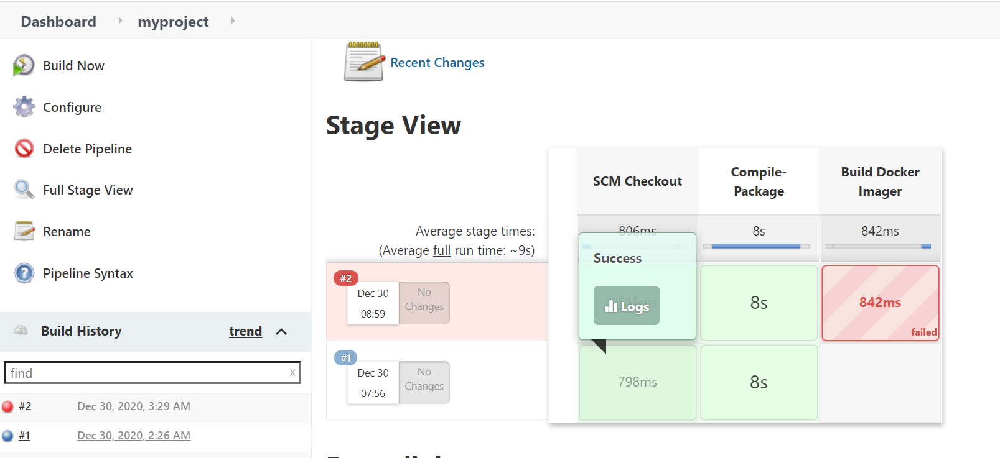 Dashboard
myproject
Build Now
Configure
Delete Pipeline
Full Stage View
Rename
Pipeline Syntax
Build History
trend
find
x
#2
Dec 30, 2020, 3:29 AM
#1
Dec 30, 2020, 2:26 AM
Recent Changes
Stage View
SCM Checkout
Compile-
Package
Build Docker
Imager
Average stage times:
(Average full run time: ~9s)
806ms
8s
842ms
#2
Dec 30
08:59
No
Changes
Success
815ms
Logs
8s
842ms
failed
#1
Dec 30
07:56
No
Changes
798ms
8s